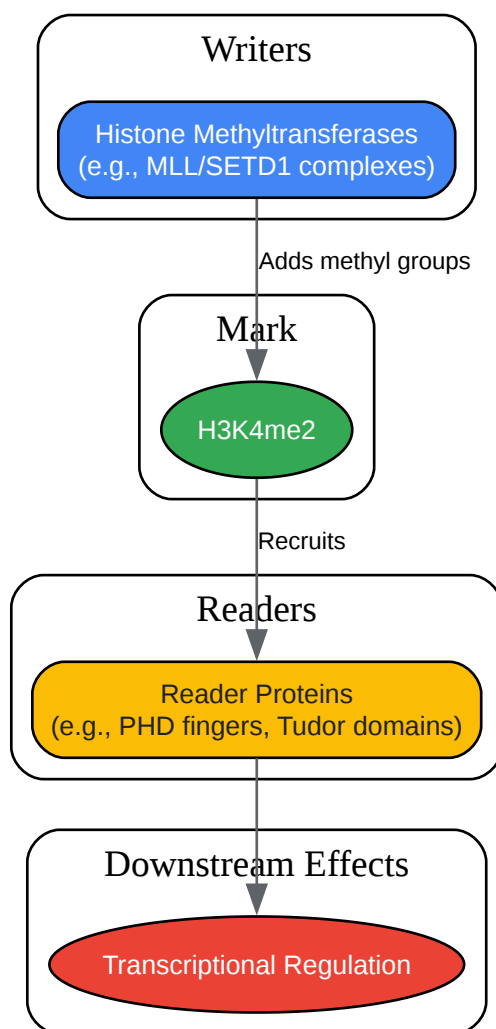 Writers
Histone Methyltransferases
(e.g., MLL/SETD1 complexes)
Adds methyl groups
Mark
H3K4me2
Recruits
Readers
Reader Proteins
(e.g., PHD fingers, Tudor domains)
Downstream Effects
Transcriptional Regulation